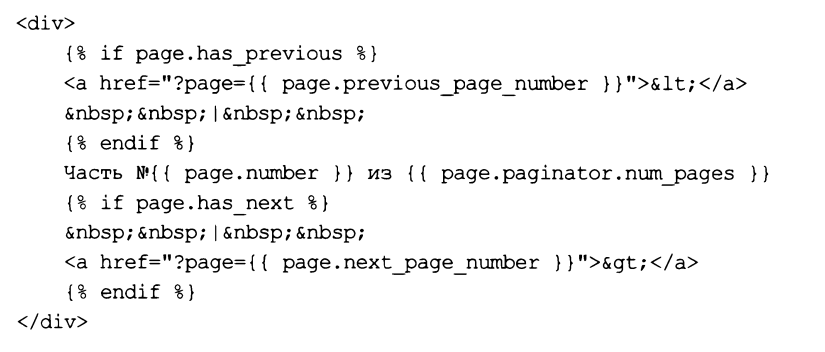 <div>
{% if page.has_previous %}
<a href="?page={{ page.previous_page_number }}">&lt;</a>
&nbsp;&nbsp;|&nbsp;&nbsp;
{% endif %}
Часть №{{ page.number }} из {{ page.paginator.num_pages }}
{% if page.has_next %}
&nbsp;&nbsp;|&nbsp;&nbsp;
<a href="?page={{ page.next_page_number }}">&gt;</a>
{% endif %}
</div>